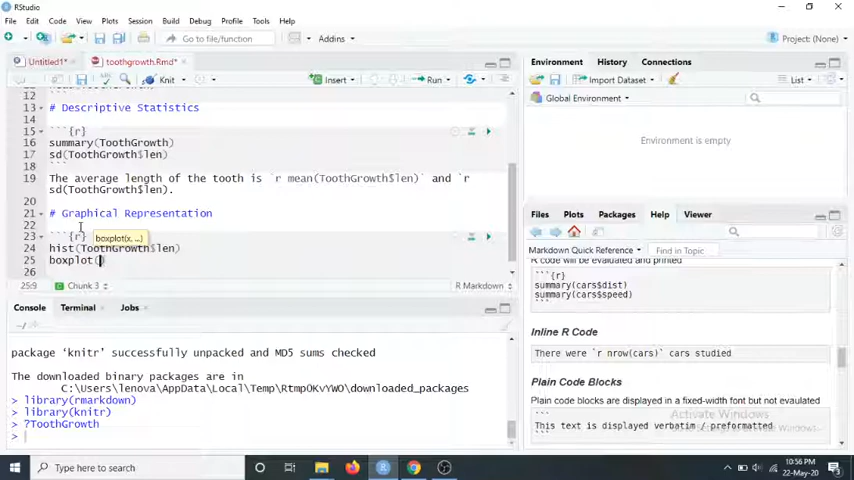 RStudio
File Edit View Plots Session Build Debug Profile Tools Help
Go to file/function Addins Project: (None)
Untitled1* toothgrowth.Rmd*
Knit Insert Run
12
13 # Descriptive Statistics
14
15 ```{r}
16 summary(ToothGrowth)
17 sd(ToothGrowth$len)
18 ```
19 The average length of the tooth is `r mean(ToothGrowth$len)` and `r
sd(ToothGrowth$len).
20
21 # Graphical Representation
22
23 ```{r}
boxplot(x, ...)
24 hist(ToothGrowth$len)
25 boxplot()
26
25:9 Chunk 3 R Markdown
Console Terminal Jobs
~/
package ‘knitr’ successfully unpacked and MD5 sums checked
The downloaded binary packages are in
C:\Users\lenova\AppData\Local\Temp\RtmpOKvYWO\downloaded_packages
> library(rmarkdown)
> library(knitr)
> ?ToothGrowth
>
Environment History Connections
Import Dataset List
Global Environment
Environment is empty
Files Plots Packages Help Viewer
Markdown Quick Reference Find in Topic
R code will be evaluated and printed
```{r}
summary(cars$dist)
summary(cars$speed)
```
Inline R Code
There were `r nrow(cars)` cars studied
Plain Code Blocks
Plain code blocks are displayed in a fixed-width font but not evaluated
```
This text is displayed verbatim / preformatted
```
Activate Windows
Type here to search
10:56 PM
22-May-20
3